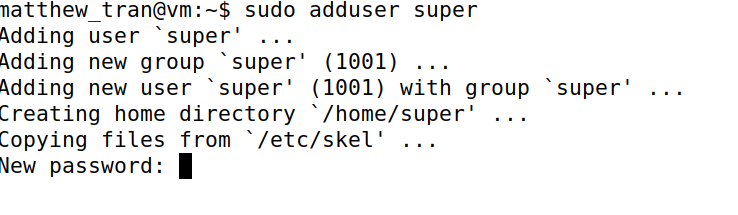 matthew_tran@vm:~$ sudo adduser super
Adding user `super' ...
Adding new group `super' (1001) ...
Adding new user `super' (1001) with group `super' ...
Creating home directory `/home/super' ...
Copying files from `/etc/skel' ...
New password: